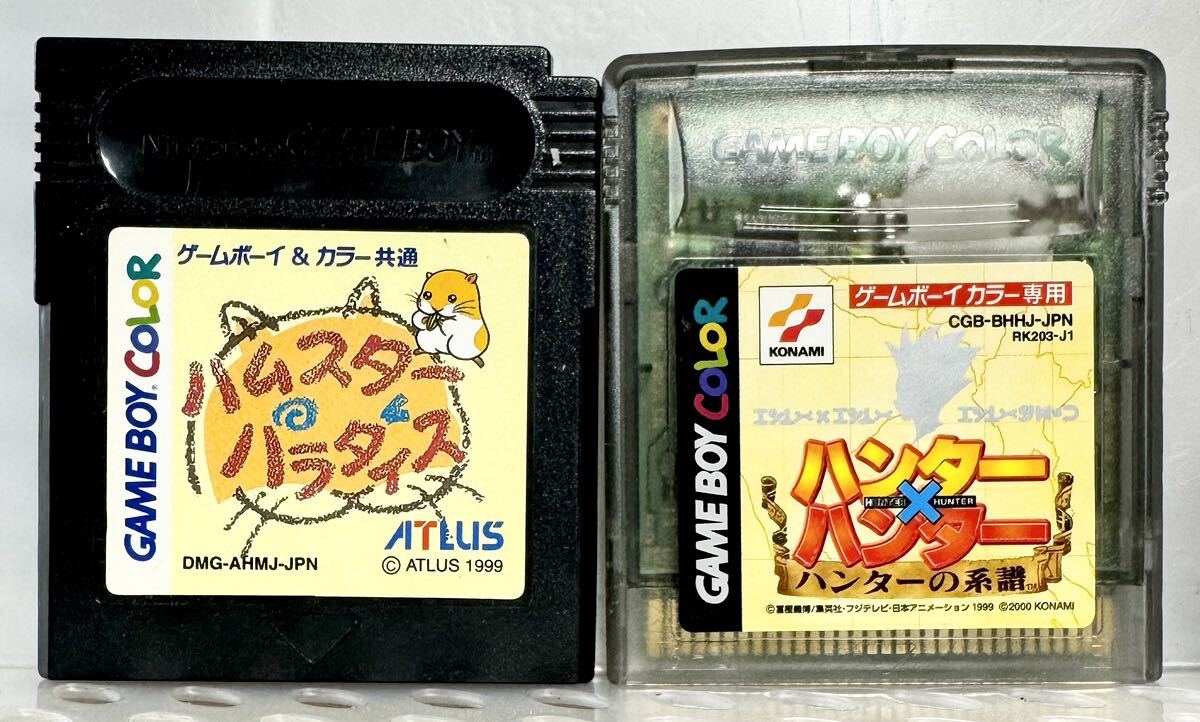 Nintendo GAME BOY
GAME BOY COLOR
ゲームボーイ & カラー共通
ハムスター
パラダイス
ATLUS
DMG-AHMJ-JPN
© ATLUS 1999
GAME BOY COLOR
GAME BOY COLOR
KONAMI
ゲームボーイカラー専用
CGB-BHHJ-JPN
RK203-J1
ハンター
HUNTER × HUNTER
ハンター
ハンターの系譜™
©冨樫義博/集英社・フジテレビ・日本アニメーション 1999 ©2000 KONAMI